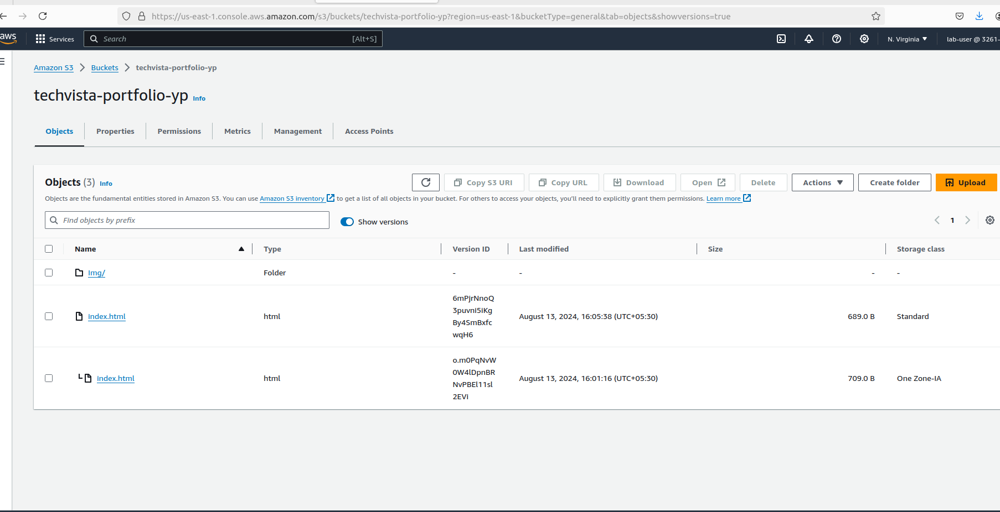 https://us-east-1.console.aws.amazon.com/s3/buckets/techvista-portfolio-yp?region=us-east-1&bucketType=general&tab=objects&showversions=true
aws Services Search [Alt+S] N. Virginia lab-user @ 3261-
Amazon S3 Buckets techvista-portfolio-yp
techvista-portfolio-yp Info
Objects Properties Permissions Metrics Management Access Points
Objects (3) Info Copy S3 URI Copy URL Download Open Delete Actions Create folder Upload
Objects are the fundamental entities stored in Amazon S3. You can use Amazon S3 inventory to get a list of all objects in your bucket. For others to access your objects, you'll need to explicitly grant them permissions. Learn more
Find objects by prefix Show versions 1
Name Type Version ID Last modified Size Storage class
Img/ Folder - - - -
6mPjrNnoQ
3puvni5iKg
index.html html August 13, 2024, 16:05:38 (UTC+05:30) 689.0 B Standard
By4SmBxfc
wqH6
o.m0PqNvW
0W4lDpnBR
index.html html August 13, 2024, 16:01:16 (UTC+05:30) 709.0 B One Zone-IA
NvPBEl11sl
2EVi